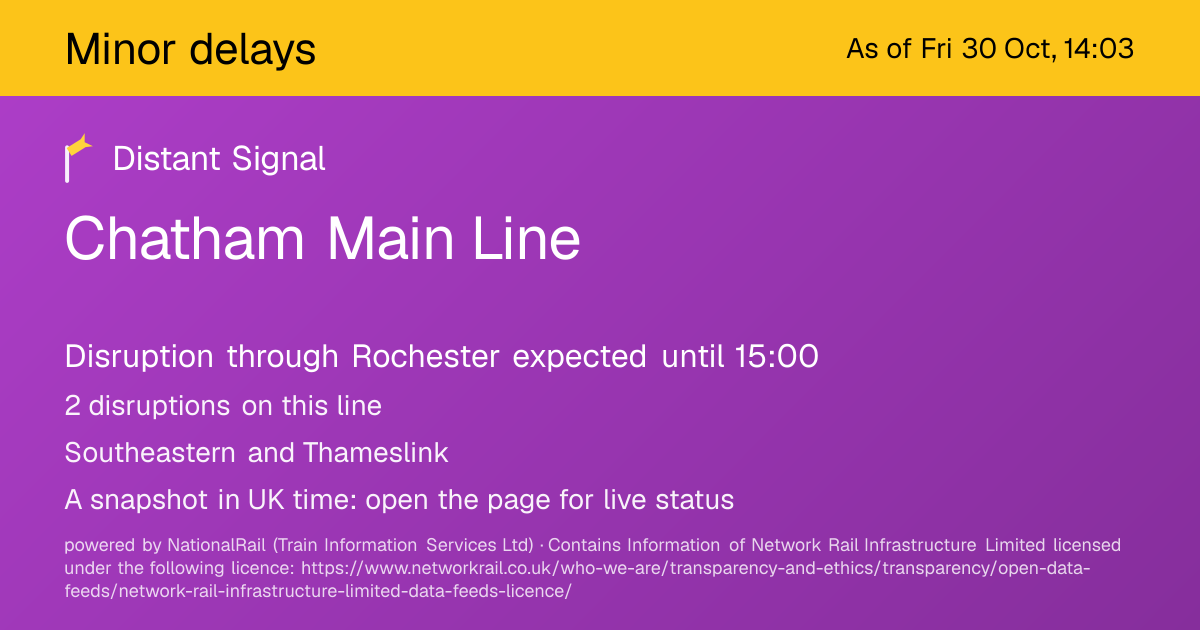 Minor delays
As of Fri 30 Oct, 14:03
Distant Signal
Chatham Main Line
Disruption through Rochester expected until 15:00
2 disruptions on this line
Southeastern and Thameslink
A snapshot in UK time: open the page for live status
powered by NationalRail (Train Information Services Ltd) · Contains Information of Network Rail Infrastructure Limited licensed
under the following licence: https://www.networkrail.co.uk/who-we-are/transparency-and-ethics/transparency/open-data-
feeds/network-rail-infrastructure-limited-data-feeds-licence/